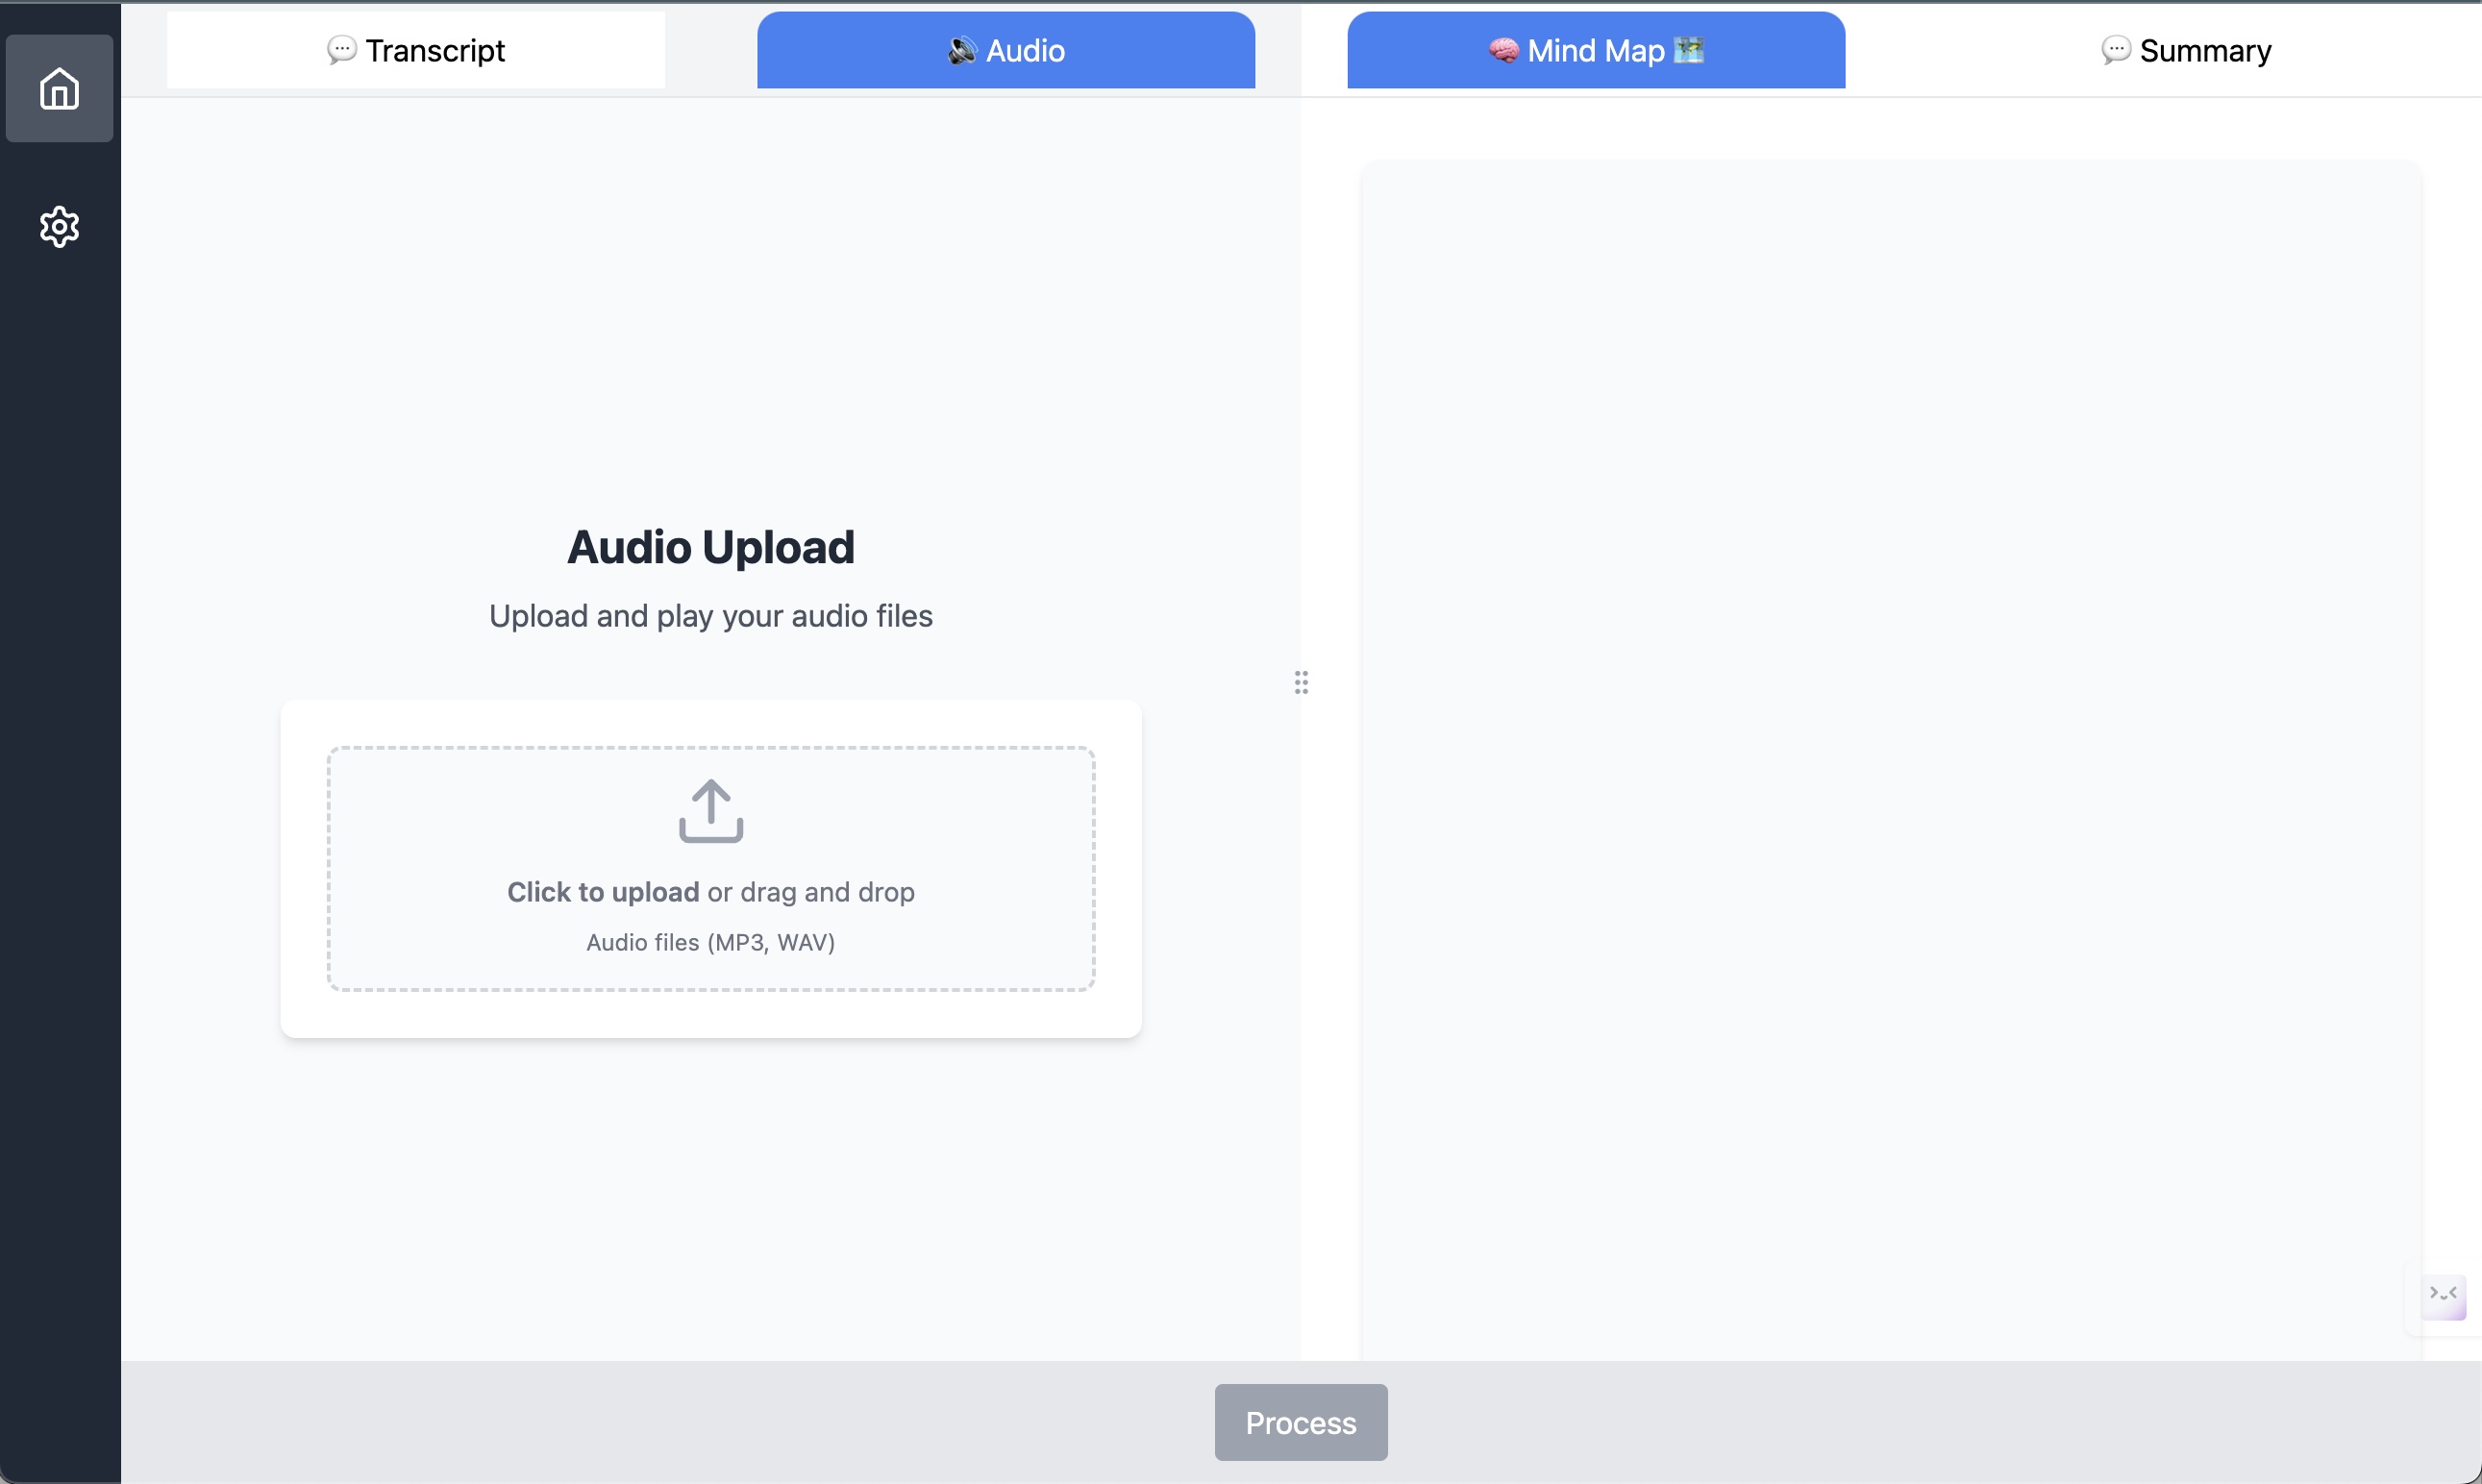 💬 Transcript
🔊 Audio
🧠 Mind Map 🗺️
💬 Summary
Audio Upload
Upload and play your audio files
Click to upload or drag and drop
Audio files (MP3, WAV)
Process